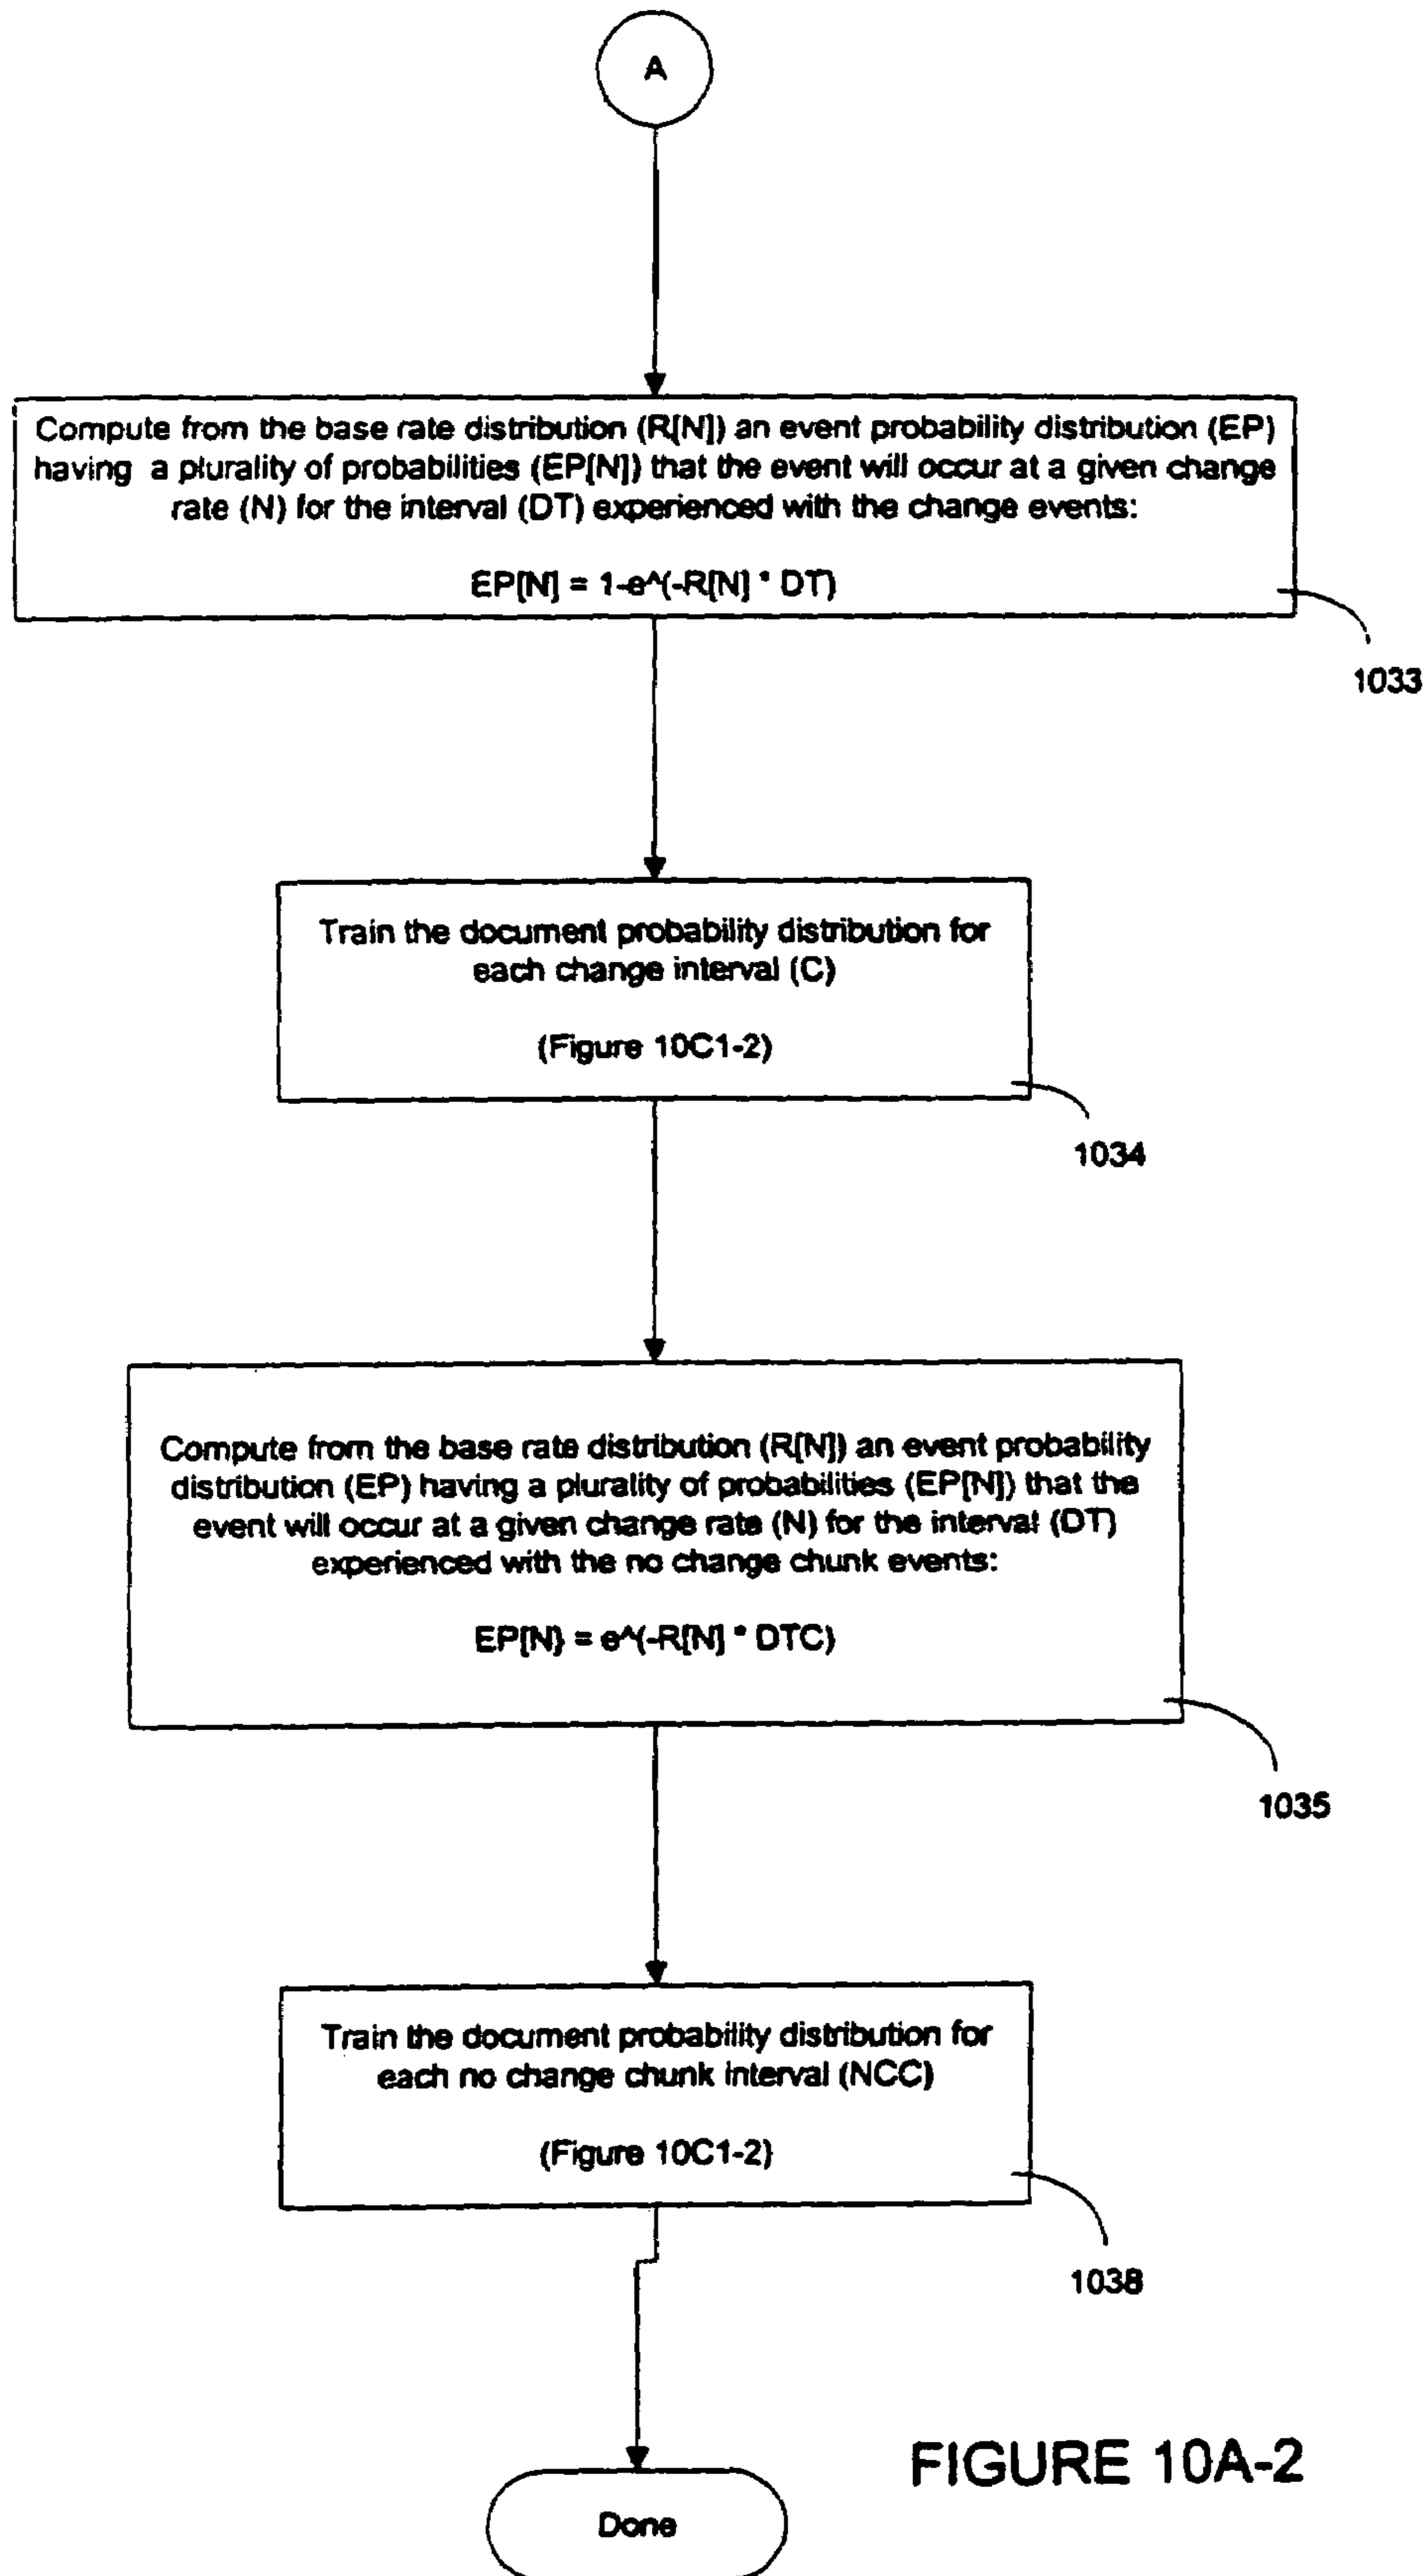 A
Compute from the base rate distribution (R[N]) an event probability distribution (EP)
having a plurality of probabilities (EP[N]) that the event will occur at a given change
rate (N) for the interval (DT) experienced with the change events:
EP[N] = 1-e^(-R[N] * DT)
1033
Train the document probability distribution for
each change interval (C)
(Figure 10C1-2)
1034
Compute from the base rate distribution (R[N]) an event probability
distribution (EP) having a plurality of probabilities (EP[N]) that the
event will occur at a given change rate (N) for the interval (DT)
experienced with the no change chunk events:
EP[N} = e^(-R[N] * DTC)
1035
Train the document probability distribution for
each no change chunk interval (NCC)
(Figure 10C1-2)
1038
FIGURE 10A-2
Done